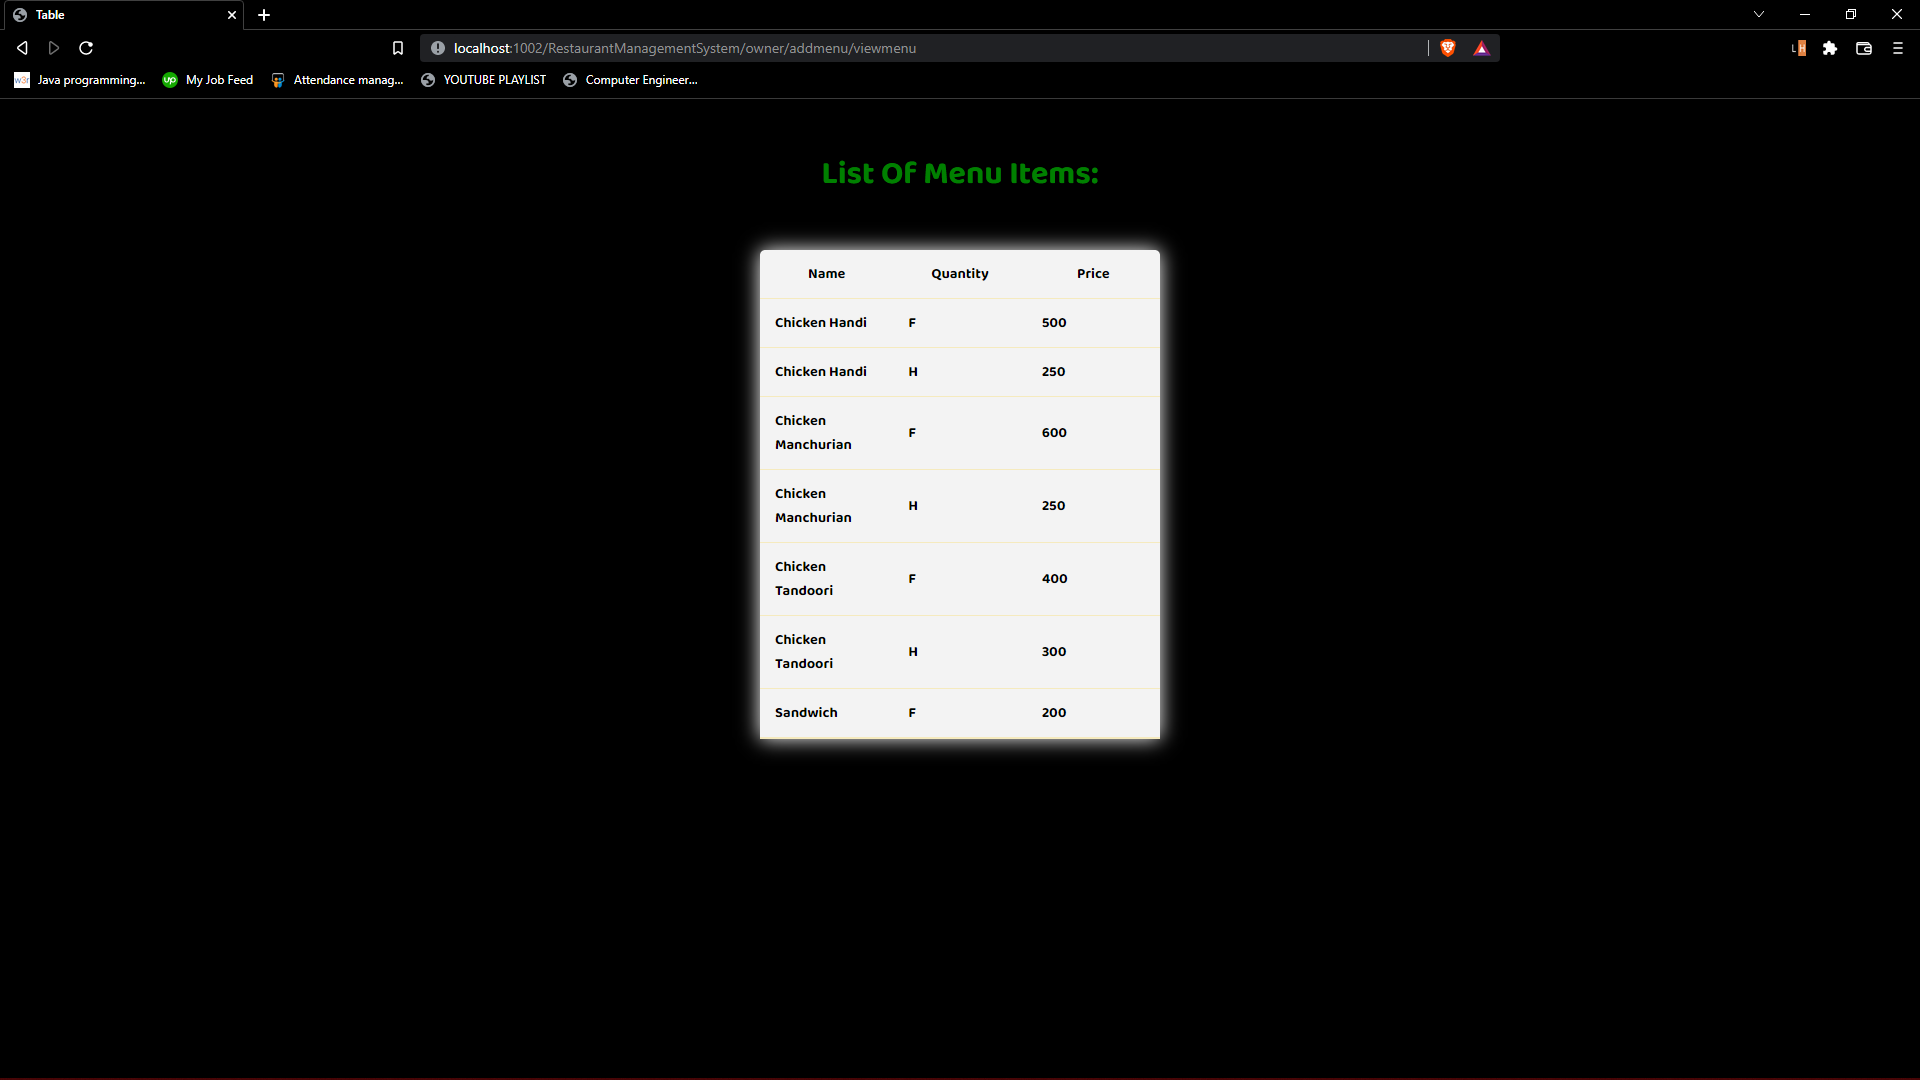 Table
localhost:1002/RestaurantManagementSystem/owner/addmenu/viewmenu
L H
w3r Java programming... up My Job Feed Attendance manag... YOUTUBE PLAYLIST Computer Engineer...
List Of Menu Items:
Name Quantity Price
Chicken Handi F 500
Chicken Handi H 250
Chicken
Manchurian F 600
Chicken
Manchurian H 250
Chicken
Tandoori F 400
Chicken
Tandoori H 300
Sandwich F 200